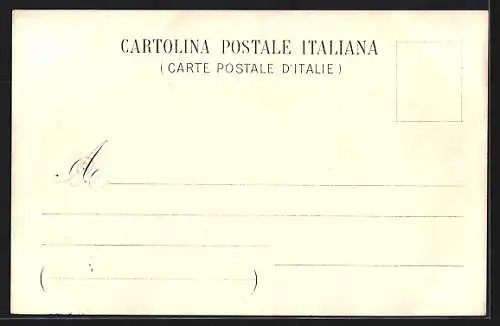 CARTOLINA POSTALE ITALIANA
(CARTE POSTALE D'ITALIE)
A
( )